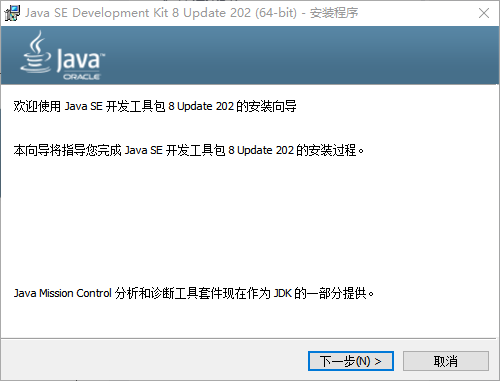 Java SE Development Kit 8 Update 202 (64-bit) - 安装程序
Java
ORACLE
欢迎使用 Java SE 开发工具包 8 Update 202 的安装向导
本向导将指导您完成 Java SE 开发工具包 8 Update 202 的安装过程。
Java Mission Control 分析和诊断工具套件现在作为 JDK 的一部分提供。
下一步(N) >
取消